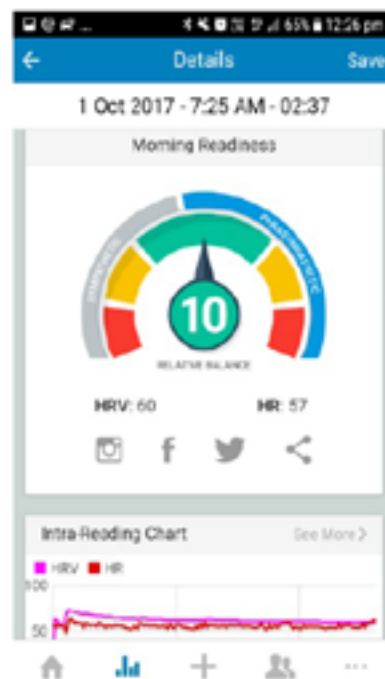 65% 12:26 pm
Details
Save
1 Oct 2017 - 7:25 AM - 02:37
Morning Readiness
SYMPATHETIC
PARASYMPATHETIC
10
RELATIVE BALANCE
HRV: 60
HR: 57
Intra-Reading Chart
See More >
HRV HR
100
50